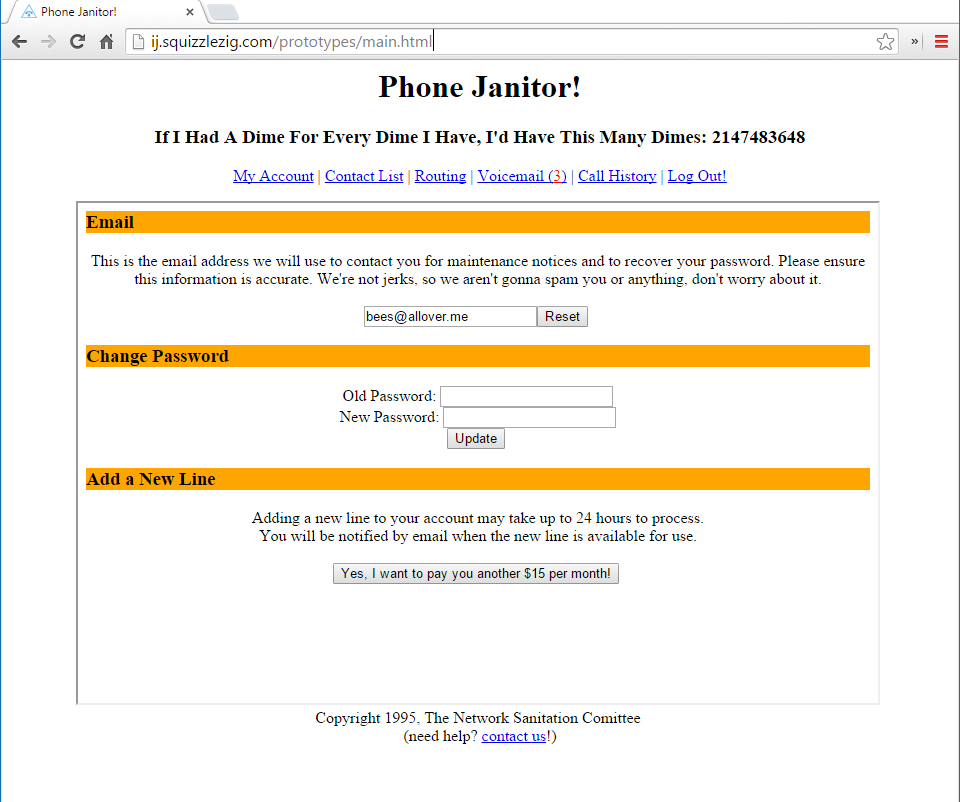 Phone Janitor!
ij.squizzlezig.com/prototypes/main.html
Phone Janitor!
If I Had A Dime For Every Dime I Have, I'd Have This Many Dimes: 2147483648
My Account | Contact List | Routing | Voicemail (3) | Call History | Log Out!
Email
This is the email address we will use to contact you for maintenance notices and to recover your password. Please ensure
this information is accurate. We're not jerks, so we aren't gonna spam you or anything, don't worry about it.
bees@allover.me Reset
Change Password
Old Password:
New Password:
Update
Add a New Line
Adding a new line to your account may take up to 24 hours to process.
You will be notified by email when the new line is available for use.
Yes, I want to pay you another $15 per month!
Copyright 1995, The Network Sanitation Comittee
(need help? contact us!)